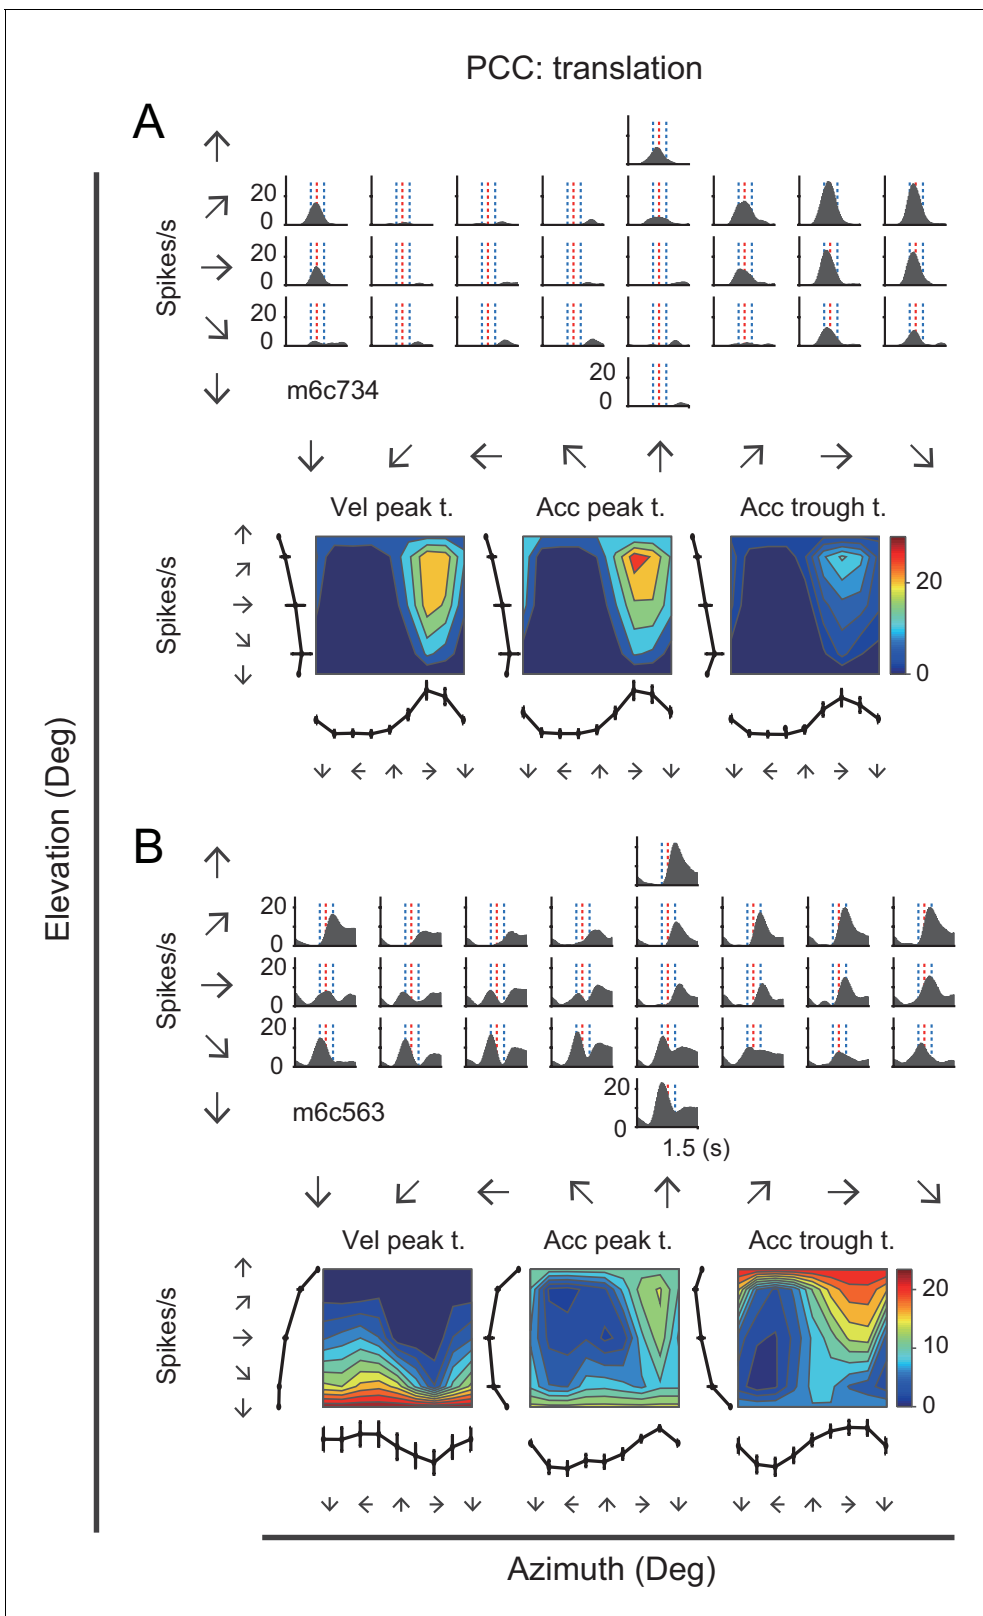 PCC: translation
A
Spikes/s
20
0
20
0
20
0
m6c734
20
0
Vel peak t.
Acc peak t.
Acc trough t.
Spikes/s
20
0
Elevation (Deg)
B
Spikes/s
20
0
20
0
20
0
m6c563
20
0
1.5 (s)
Vel peak t.
Acc peak t.
Acc trough t.
Spikes/s
20
10
0
Azimuth (Deg)